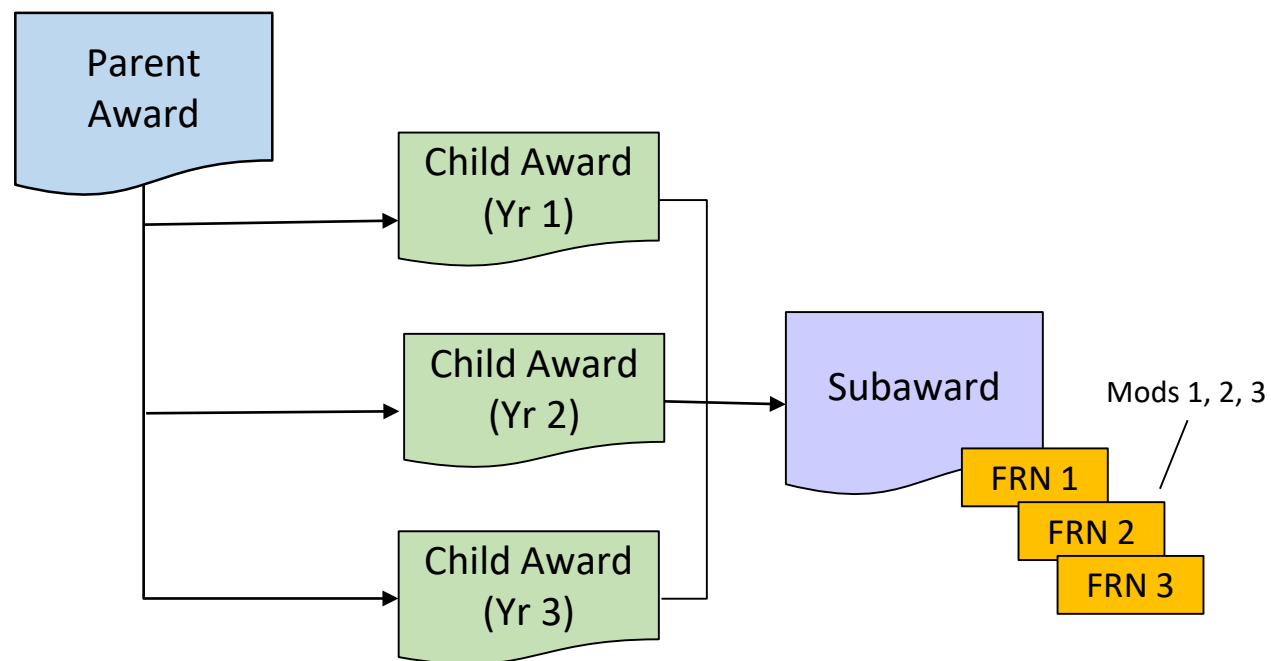 Parent
Award
Child Award
(Yr 1)
Child Award
(Yr 2)
Child Award
(Yr 3)
Subaward
Mods 1, 2, 3
FRN 1
FRN 2
FRN 3